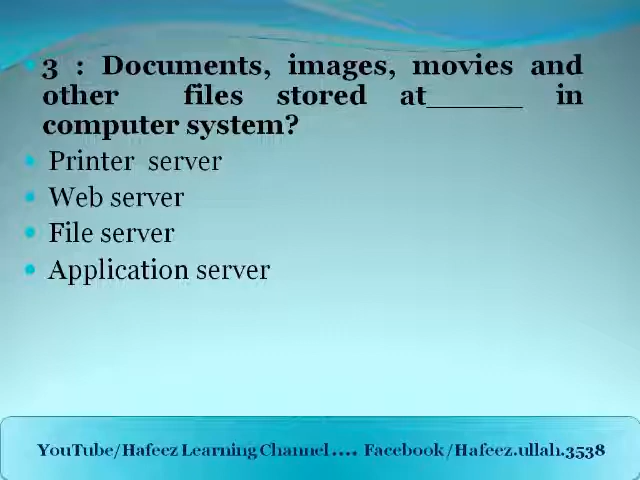 3 : Documents, images, movies and
other files stored at_____ in
computer system?
Printer server
Web server
File server
Application server
YouTube/Hafeez Learning Channel .... Facebook/Hafeez.ullah.3538